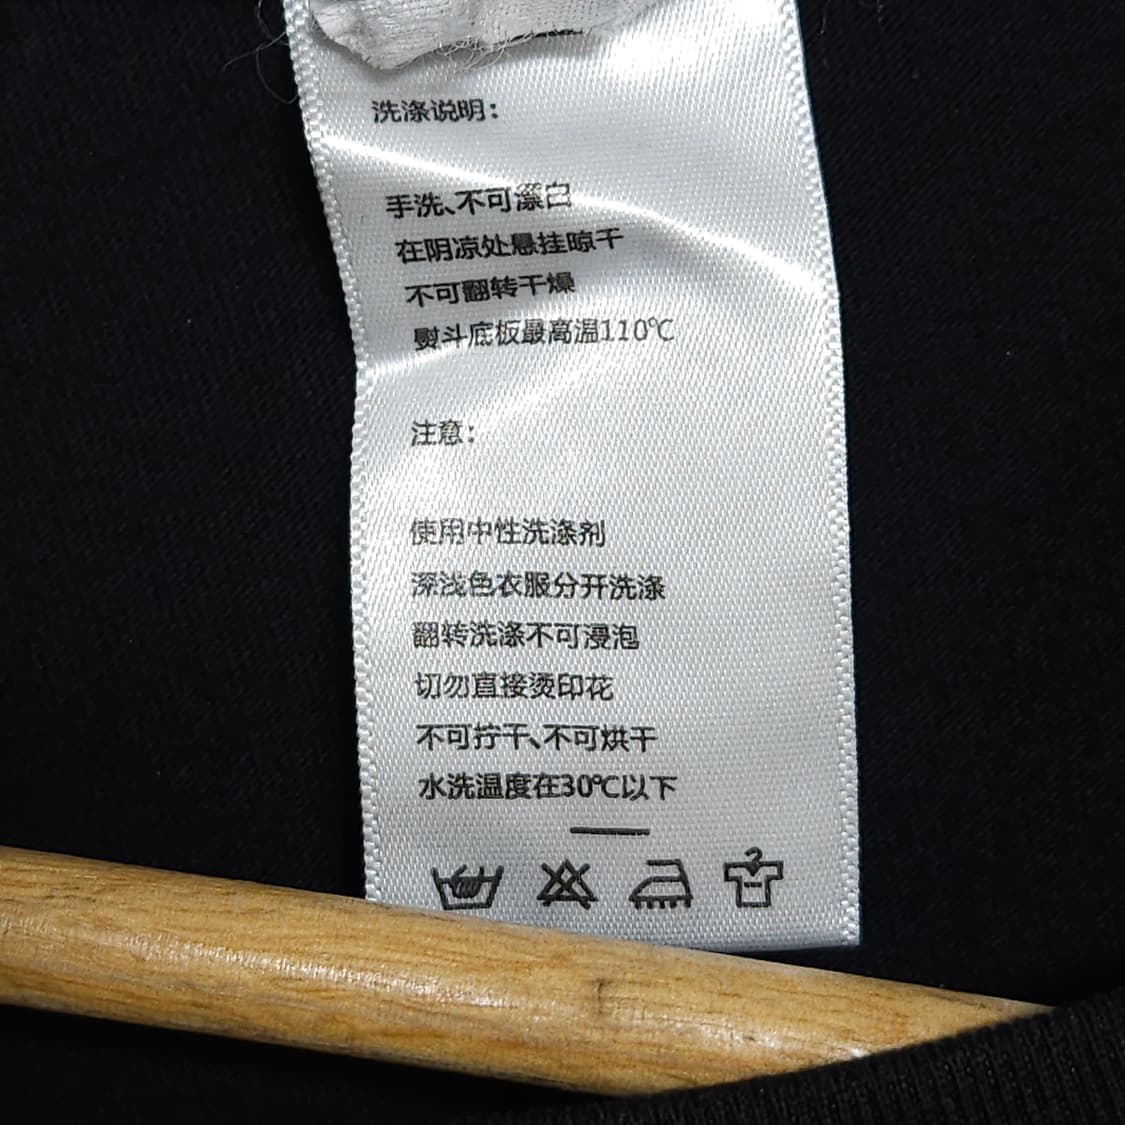 洗涤说明：
手洗、不可漂白
在阴凉处悬挂晾干
不可翻转干燥
熨斗底板最高温110℃
注意：
使用中性洗涤剂
深浅色衣服分开洗涤
翻转洗涤不可浸泡
切勿直接烫印花
不可拧干、不可烘干
水洗温度在30℃以下